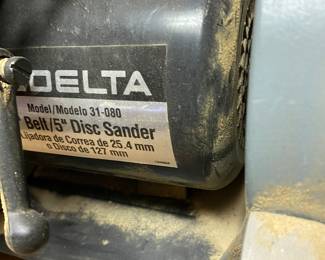 DELTA
Model/Modelo 31-080
Belt/5" Disc Sander
Lijadora de Correa de 25.4 mm
o Disco de 127 mm